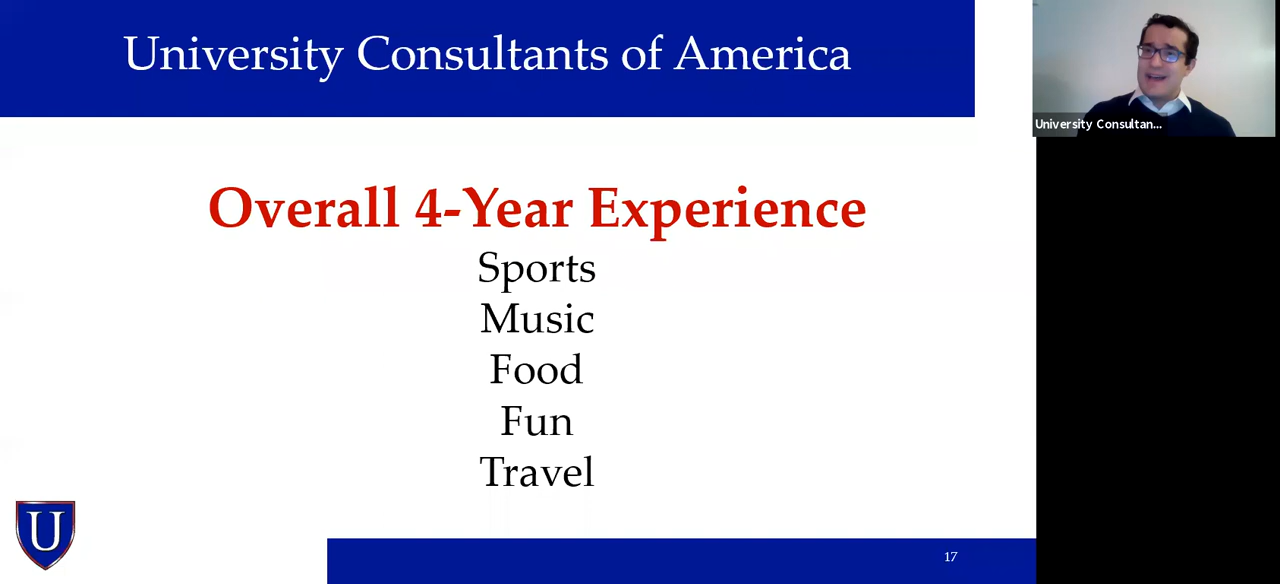 University Consultants of America
University Consultan...
Overall 4-Year Experience
Sports
Music
Food
Fun
Travel
U
17